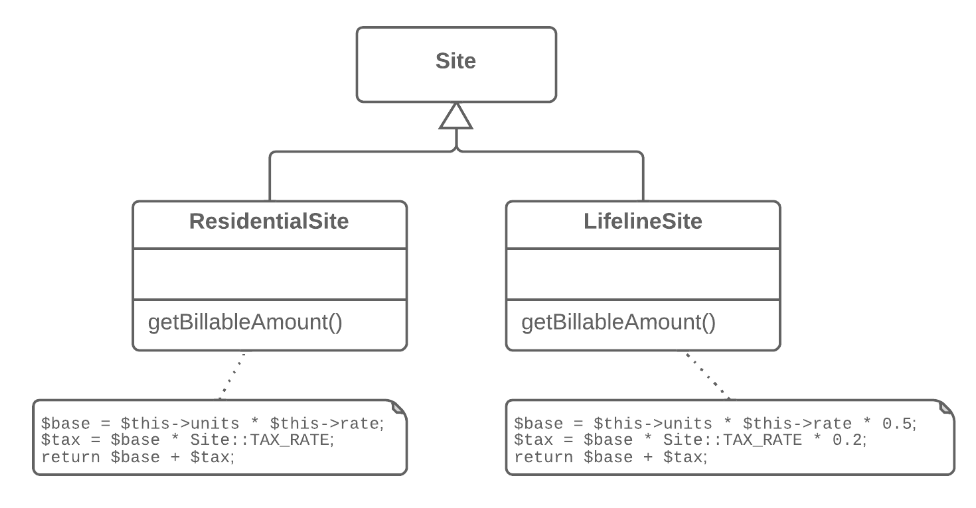 Site
ResidentialSite
getBillableAmount()
$base = $this->units * $this->rate;
$tax = $base * Site::TAX_RATE;
return $base + $tax;
LifelineSite
getBillableAmount()
$base = $this->units * $this->rate * 0.5;
$tax = $base * Site::TAX_RATE * 0.2;
return $base + $tax;